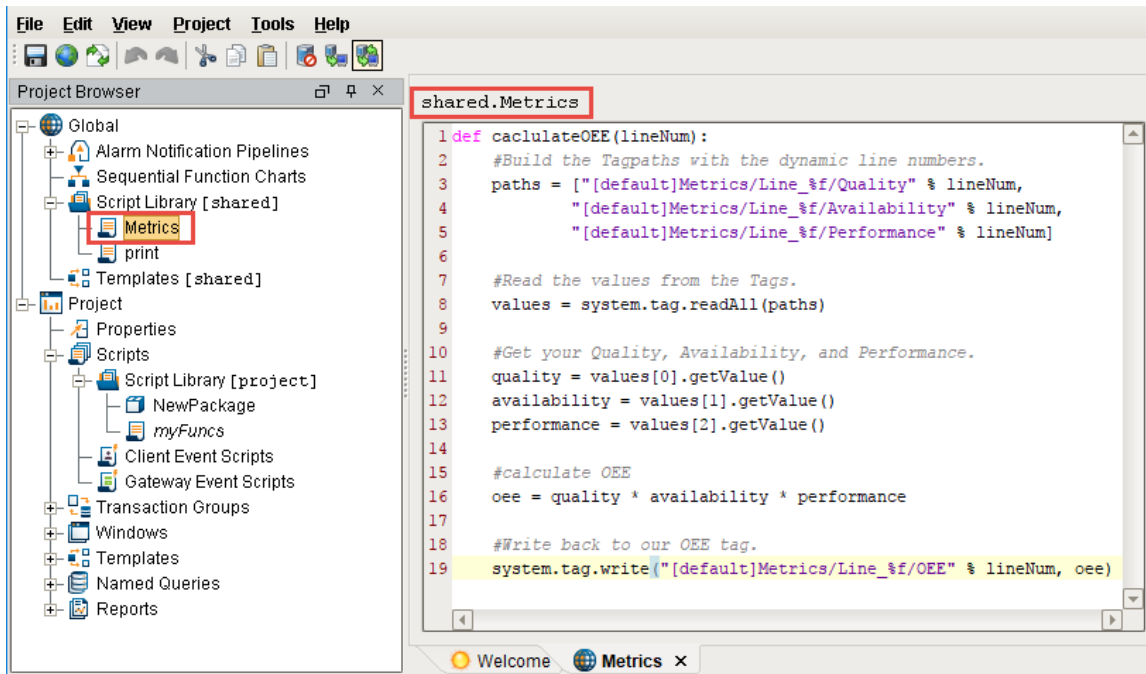 File Edit View Project Tools Help
Project Browser
Global
Alarm Notification Pipelines
Sequential Function Charts
Script Library [shared]
Metrics
print
Templates [shared]
Project
Properties
Scripts
Script Library [project]
NewPackage
myFuncs
Client Event Scripts
Gateway Event Scripts
Transaction Groups
Windows
Templates
Named Queries
Reports
shared.Metrics
1 def caclulateOEE(lineNum):
2 #Build the Tagpaths with the dynamic line numbers.
3 paths = ["[default]Metrics/Line_%f/Quality" % lineNum,
4 "[default]Metrics/Line_%f/Availability" % lineNum,
5 "[default]Metrics/Line_%f/Performance" % lineNum]
6
7 #Read the values from the Tags.
8 values = system.tag.readAll(paths)
9
10 #Get your Quality, Availability, and Performance.
11 quality = values[0].getValue()
12 availability = values[1].getValue()
13 performance = values[2].getValue()
14
15 #calculate OEE
16 oee = quality * availability * performance
17
18 #Write back to our OEE tag.
19 system.tag.write("[default]Metrics/Line_%f/OEE" % lineNum, oee)
Welcome Metrics ×